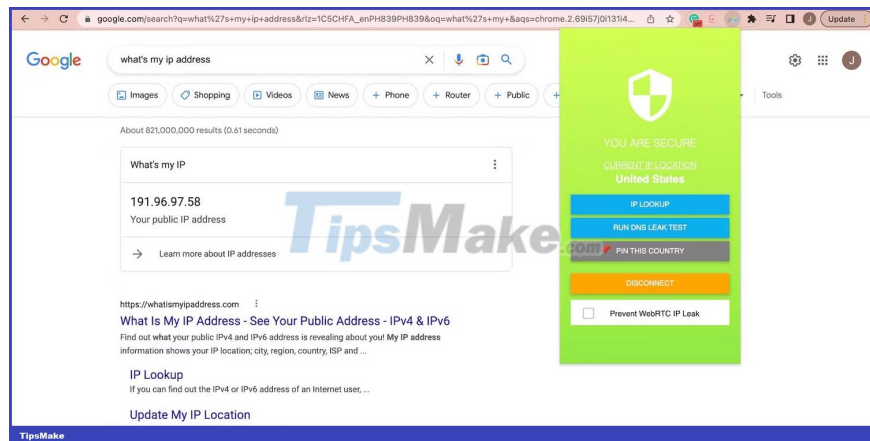 google.com/search?q=what%27s+my+ip+address&rlz=1C5CHFA_enPH839PH839&oq=what%27s+my+&aqs=chrome.2.69i57j0i131i4...
Update
Google
what's my ip address
J
Images
Shopping
Videos
News
+ Phone
+ Router
+ Public
Tools
About 821,000,000 results (0.61 seconds)
What's my IP
191.96.97.58
Your public IP address
Learn more about IP addresses
https://whatismyipaddress.com
What Is My IP Address - See Your Public Address - IPv4 & IPv6
Find out what your public IPv4 and IPv6 address is revealing about you! My IP address
information shows your IP location; city, region, country, ISP and ...
IP Lookup
If you can find out the IPv4 or IPv6 address of an Internet user, ...
Update My IP Location
YOU ARE SECURE
CURRENT IP LOCATION
United States
IP LOOKUP
RUN DNS LEAK TEST
PIN THIS COUNTRY
DISCONNECT
Prevent WebRTC IP Leak
TipsMake.com
TipsMake